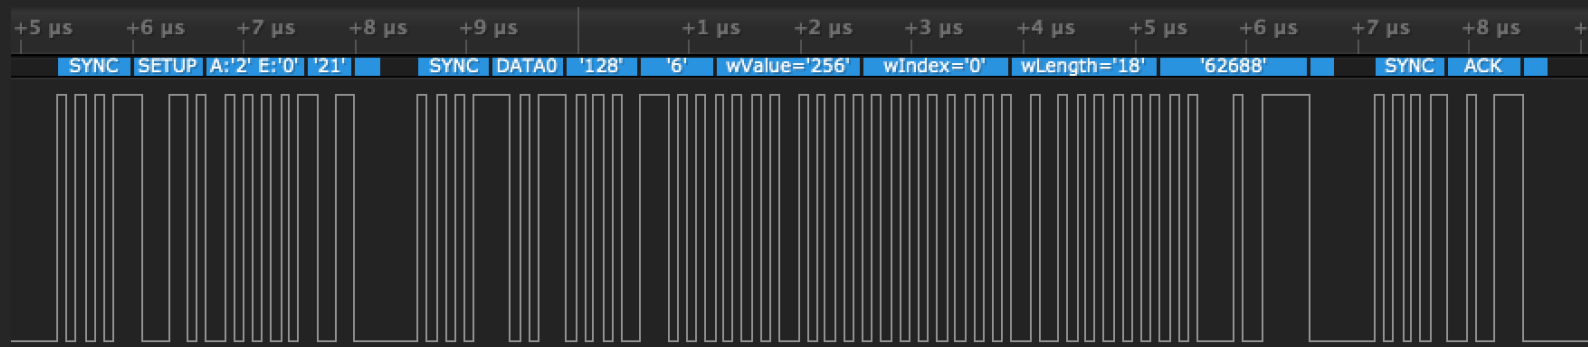 +5 μs +6 μs +7 μs +8 μs +9 μs +1 μs +2 μs +3 μs +4 μs +5 μs +6 μs +7 μs +8 μs +
SYNC SETUP A:'2' E:'0' '21' SYNC DATA0 '128' '6' wValue='256' wIndex='0' wLength='18' '62688' SYNC ACK